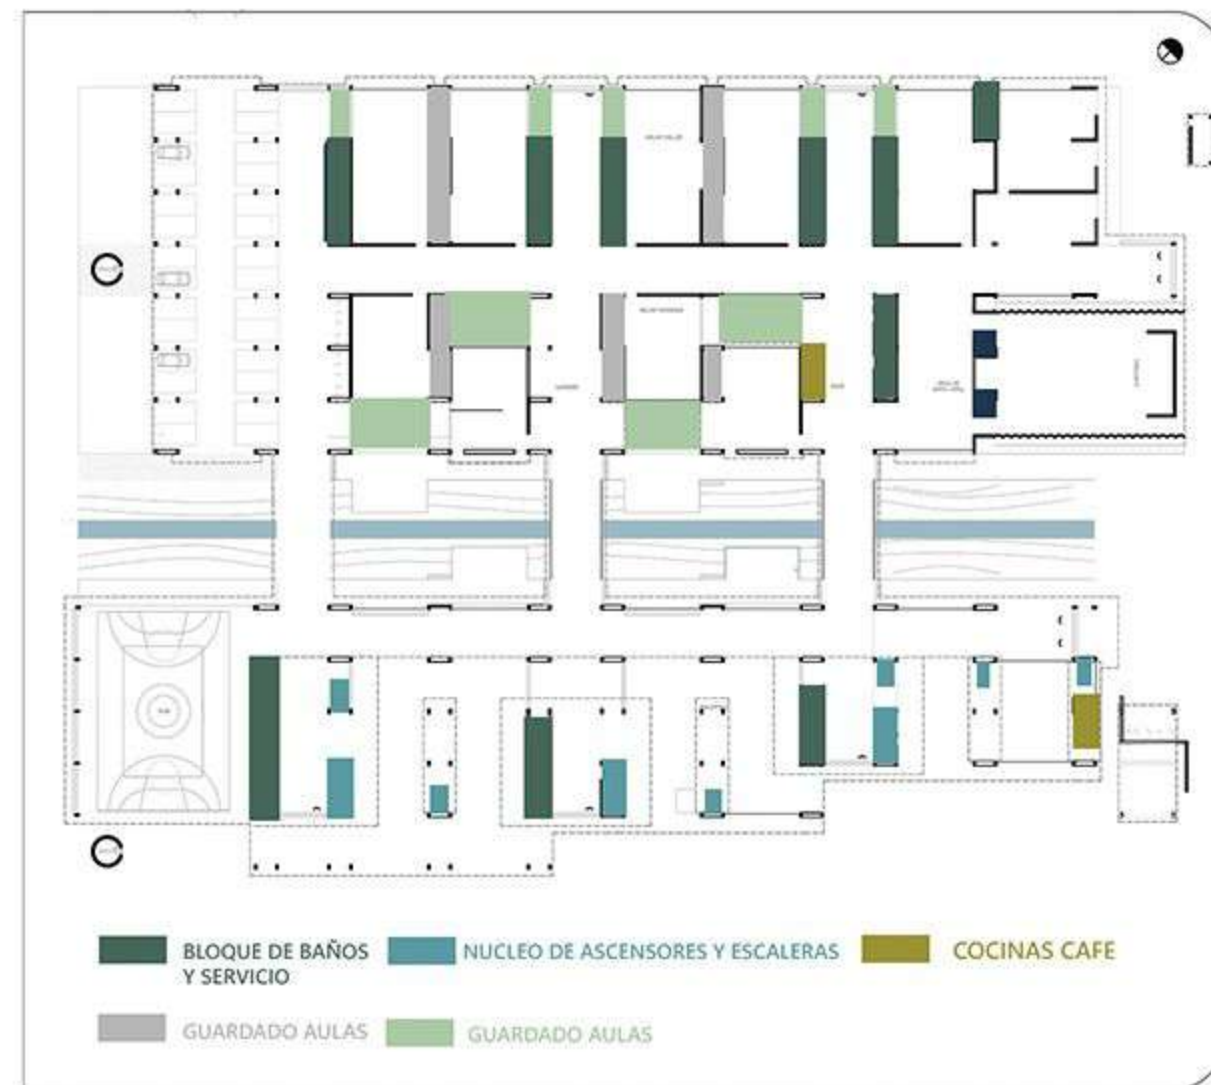 BLOQUE DE BAÑOS
Y SERVICIO
NUCLEO DE ASCENSORES Y ESCALERAS
COCINAS CAFE
GUARDADO AULAS
GUARDADO AULAS